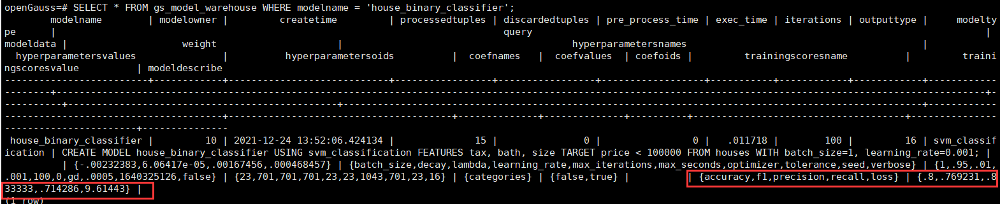 openGauss=# SELECT * FROM gs_model_warehouse WHERE modelname = 'house_binary_classifier';
modelname | modelowner | createtime | processedtuples | discardedtuples | pre_process_time | exec_time | iterations | outputtype | modelty
pe | query |
modeldata | weight | hyperparametersnames |
hyperparametersvalues | hyperparametersoids | coefnames | coefvalues | coefoids | trainingscoresname | traini
ngscoresvalue | modeldescribe
-------------------------+------------+----------------------------+-----------------+-----------------+------------------+-----------+------------+------------+------------
---------+------------------------------------------------------------------------------------------------------------------------------------------------------------------+-
----------+------------------------------------------------+------------------------------------------------------------------------------------------------------+------------
--------------------------------------+---------------------------------------+--------------+--------------+----------+--------------------------------------+---------------
-----------------------+---------------
house_binary_classifier | 10 | 2021-12-24 13:52:06.424134 | 15 | 0 | 0 | .011718 | 100 | 16 | svm_classif
ication | CREATE MODEL house_binary_classifier USING svm_classification FEATURES tax, bath, size TARGET price < 100000 FROM houses WITH batch_size=1, learning_rate=0.001; |
| {-.00232383,6.06417e-05,.00167456,.000468457} | {batch_size,decay,lambda,learning_rate,max_iterations,max_seconds,optimizer,tolerance,seed,verbose} | {1,.95,.01,
.001,100,0,gd,.0005,1640325126,false} | {23,701,701,701,23,23,1043,701,23,16} | {categories} | {false,true} | | {accuracy,f1,precision,recall,loss} | {.8,.769231,.8
33333,.714286,9.61443} |
(1 row)